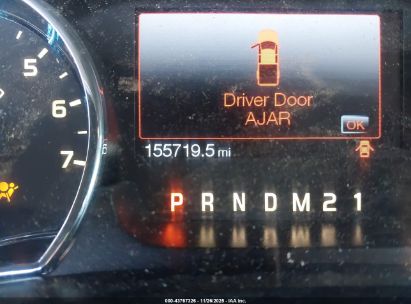 5
6
7
Driver Door
AJAR
OK
155719.5 mi
P R N D M 2 1